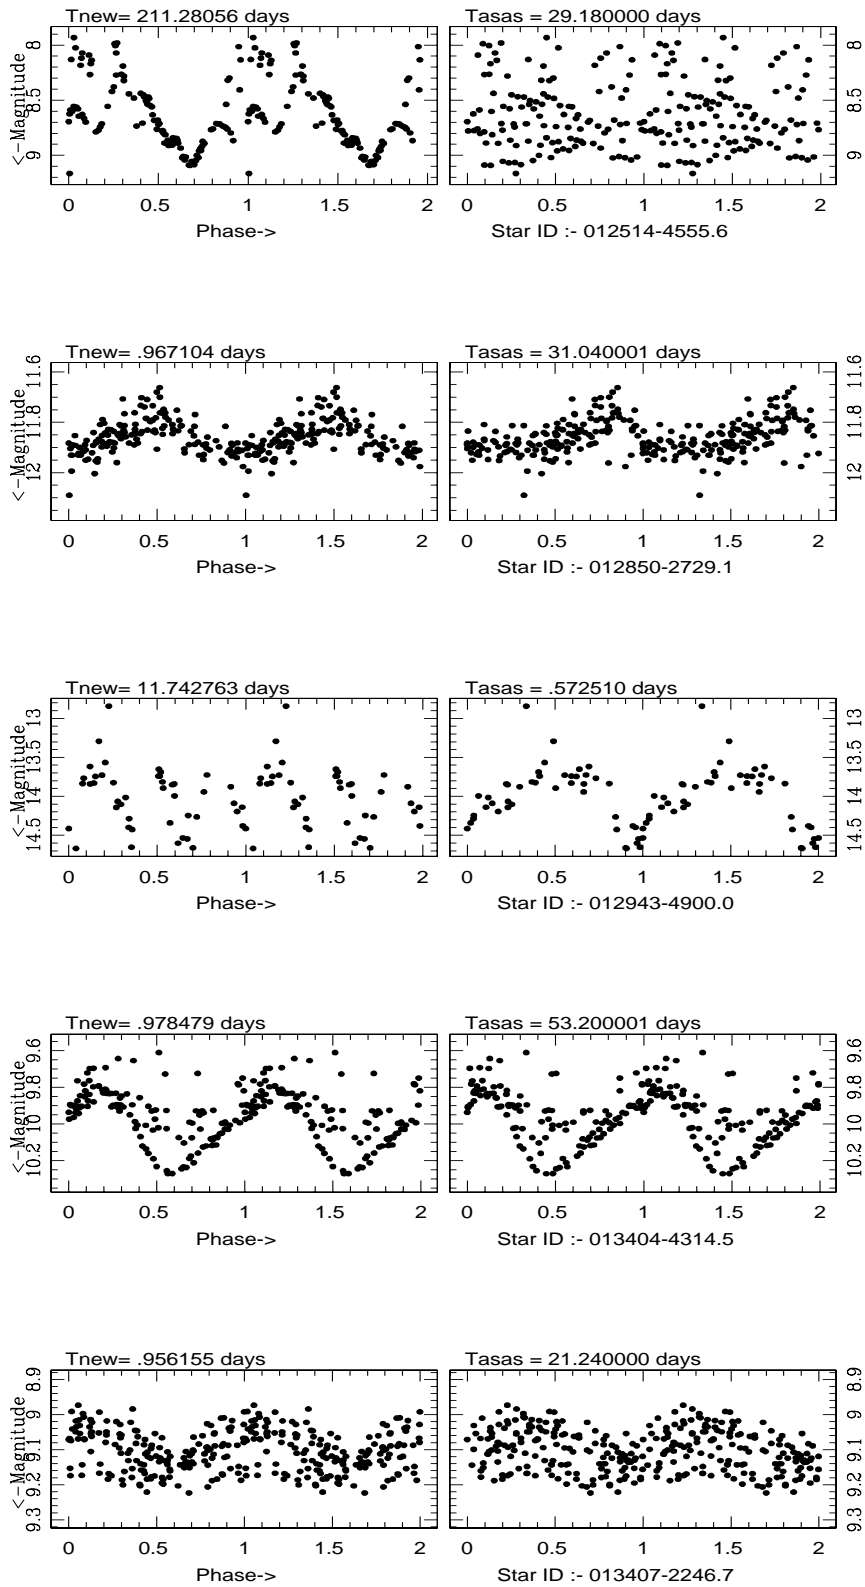 Tnew= 211.28056 days Tasas = 29.180000 days
<-Magnitude
8 8.5 9
8 8.5 9
0 0.5 1 1.5 2 0 0.5 1 1.5 2
Phase-> Star ID :- 012514-4555.6
Tnew= .967104 days Tasas = 31.040001 days
<-Magnitude
11.6 11.8 12
11.6 11.8 12
0 0.5 1 1.5 2 0 0.5 1 1.5 2
Phase-> Star ID :- 012850-2729.1
Tnew= 11.742763 days Tasas = .572510 days
<-Magnitude
13 13.5 14 14.5
13 13.5 14 14.5
0 0.5 1 1.5 2 0 0.5 1 1.5 2
Phase-> Star ID :- 012943-4900.0
Tnew= .978479 days Tasas = 53.200001 days
<-Magnitude
9.6 9.8 10 10.2
9.6 9.8 10 10.2
0 0.5 1 1.5 2 0 0.5 1 1.5 2
Phase-> Star ID :- 013404-4314.5
Tnew= .956155 days Tasas = 21.240000 days
<-Magnitude
8.9 9 9.1 9.2 9.3
8.9 9 9.1 9.2 9.3
0 0.5 1 1.5 2 0 0.5 1 1.5 2
Phase-> Star ID :- 013407-2246.7